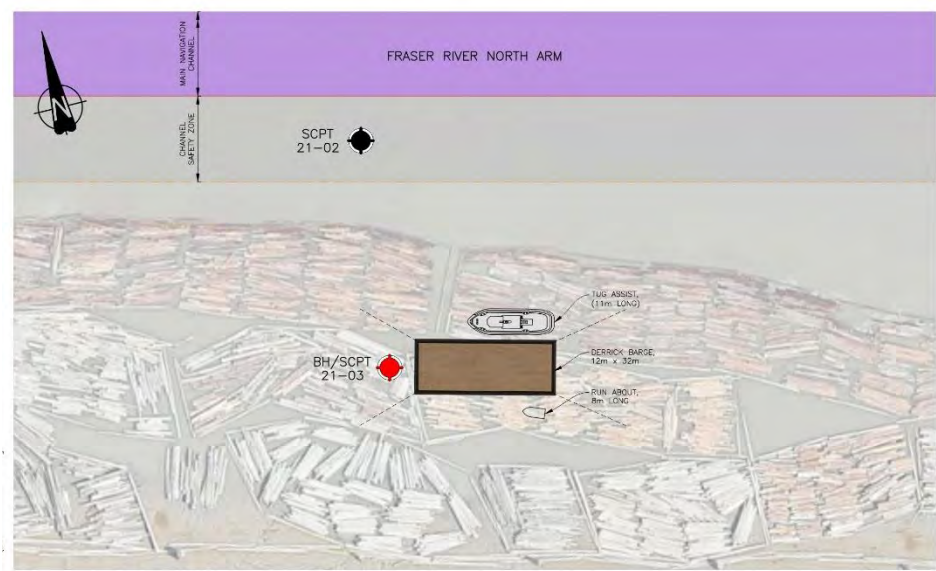 MAIN NAVIGATION
CHANNEL
FRASER RIVER NORTH ARM
N
CHANNEL
SAFETY ZONE
SCPT
21-02
TUG ASSIST,
(11m LONG)
BH/SCPT
21-03
DERRICK BARGE,
12m x 32m
RUN ABOUT,
8m LONG